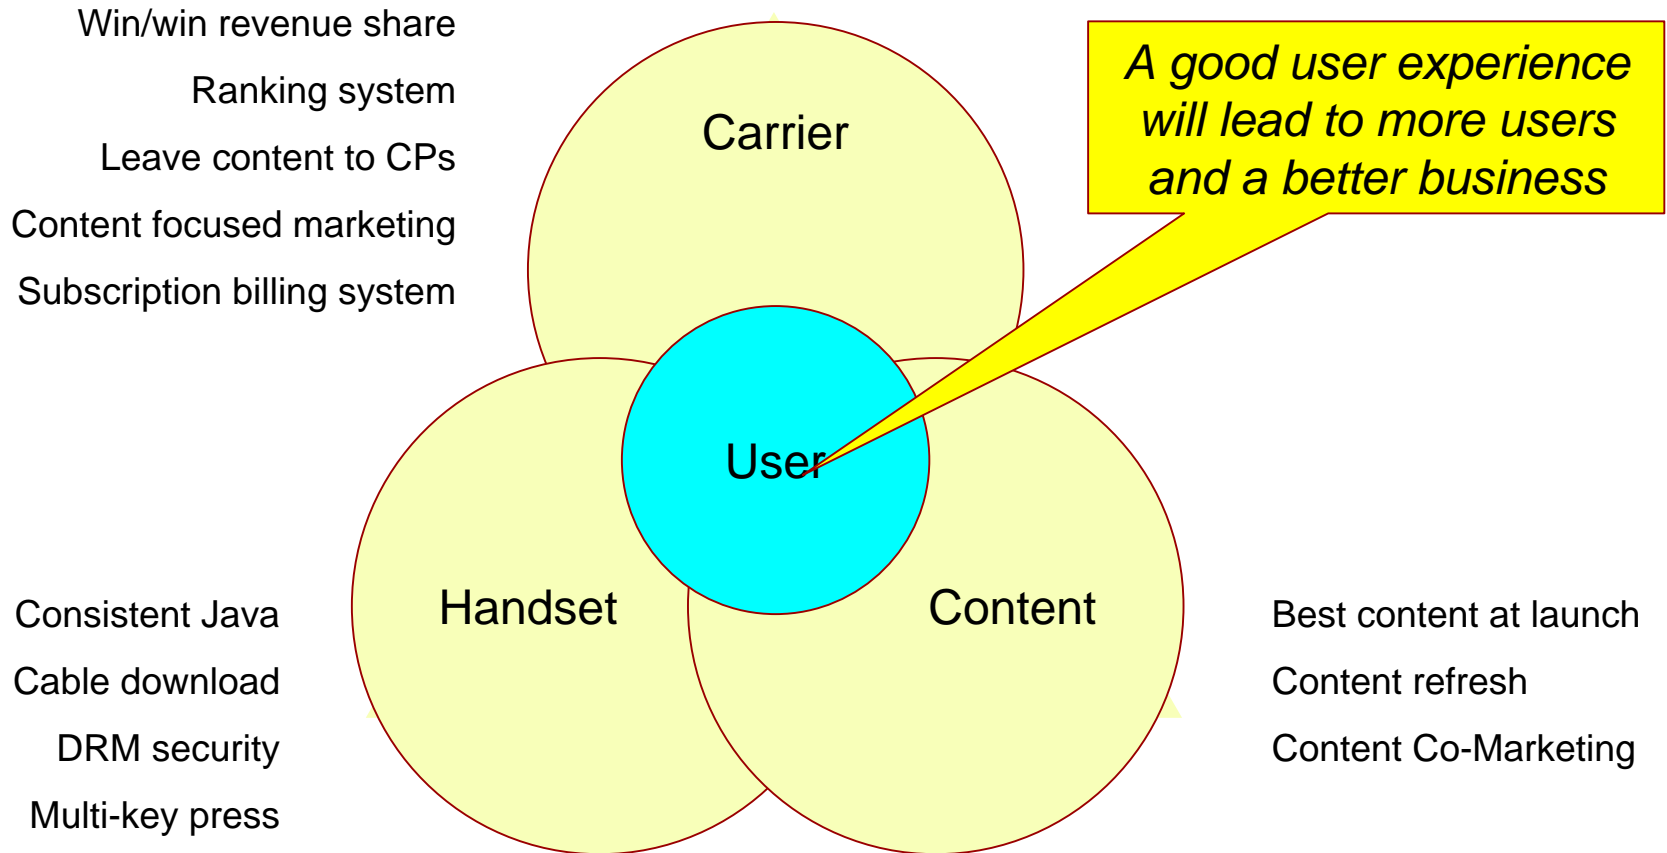 Win/win revenue share
Ranking system
Leave content to CPs
Content focused marketing
Subscription billing system
Carrier
A good user experience
will lead to more users
and a better business
User
Handset
Content
Consistent Java
Cable download
DRM security
Multi-key press
Best content at launch
Content refresh
Content Co-Marketing